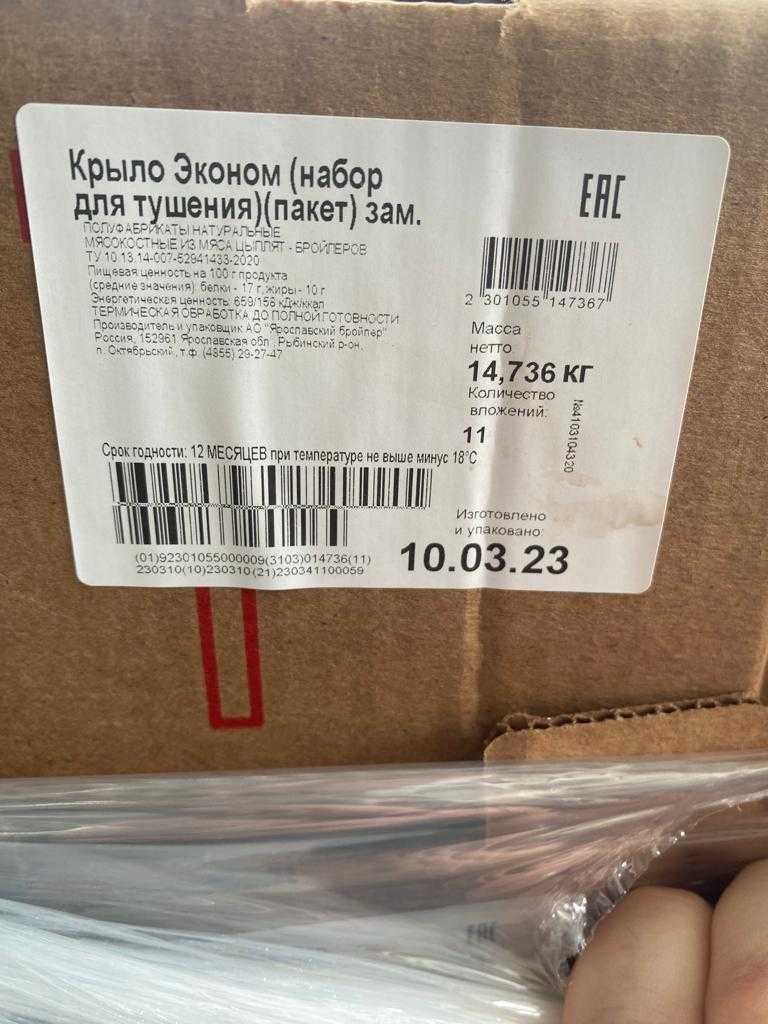 Крыло Эконом (набор
для тушения)(пакет) зам.
ПОЛУФАБРИКАТЫ НАТУРАЛЬНЫЕ
МЯСОКОСТНЫЕ ИЗ МЯСА ЦЫПЛЯТ - БРОЙЛЕРОВ
ТУ 10.13.14-007-52941433-2020
Пищевая ценность на 100 г продукта
(средние значения): белки - 17 г, жиры - 10 г
Энергетическая ценность: 659/158 кДж/ккал
ТЕРМИЧЕСКАЯ ОБРАБОТКА ДО ПОЛНОЙ ГОТОВНОСТИ
Производитель и упаковщик: АО "Ярославский бройлер"
Россия, 152961 Ярославская обл., Рыбинский р-он,
п. Октябрьский, т.ф. (4855) 29-27-47
EAC
2 301055 147367
Масса
нетто
14,736 кг
Количество
вложений:
11
№4103104320
Срок годности: 12 МЕСЯЦЕВ при температуре не выше минус 18°C
(01)92301055000009(3103)014736(11)
230310(10)230310(21)230341100059
Изготовлено
и упаковано:
10.03.23
EAC